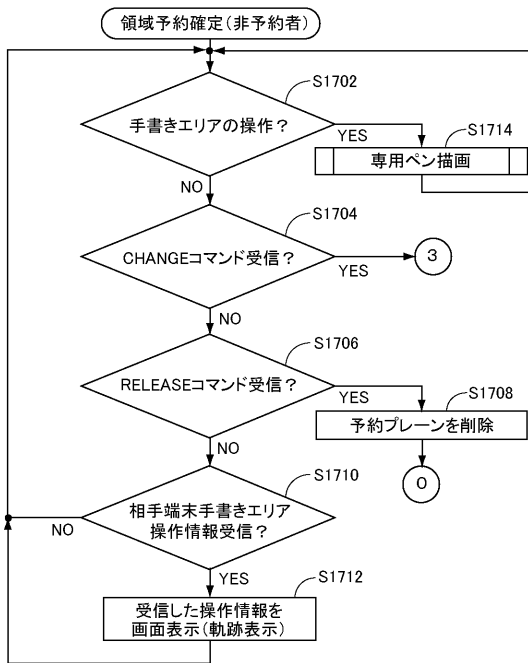 領域予約確定(非予約者)
S1702
手書きエリアの操作?
YES
S1714
専用ペン描画
NO
S1704
CHANGEコマンド受信?
YES
3
NO
S1706
RELEASEコマンド受信?
YES
S1708
予約プレーンを削除
NO
0
S1710
相手端末手書きエリア
操作情報受信?
NO
YES
S1712
受信した操作情報を
画面表示(軌跡表示)